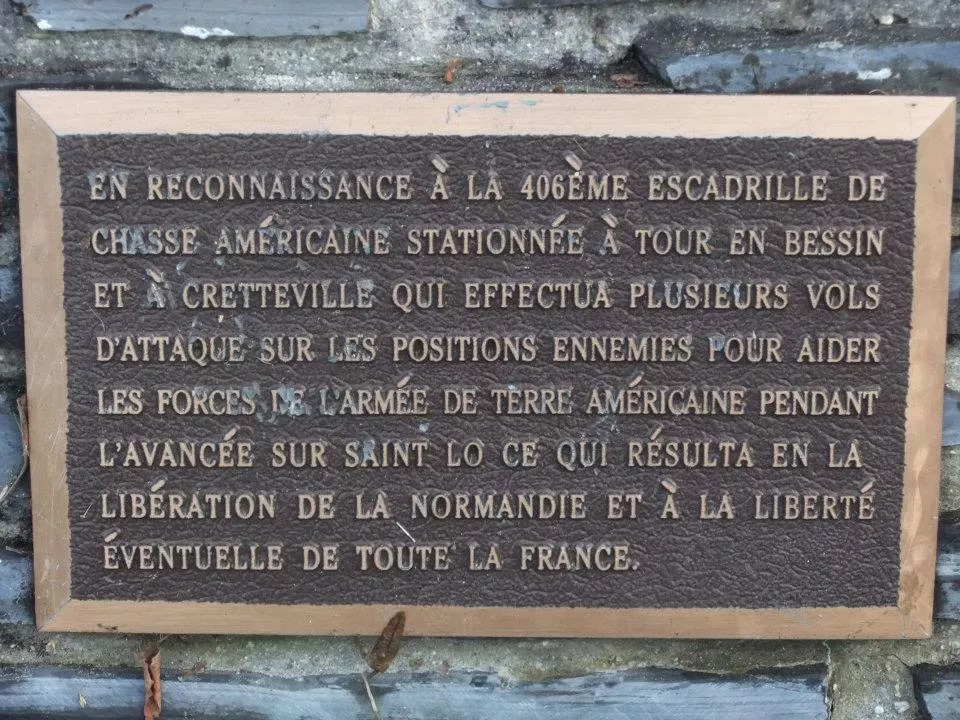 EN RECONNAISSANCE À LA 406ÈME ESCADRILLE DE
CHASSE AMÉRICAINE STATIONNÉE À TOUR EN BESSIN
ET À CRETTEVILLE QUI EFFECTUA PLUSIEURS VOLS
D'ATTAQUE SUR LES POSITIONS ENNEMIES POUR AIDER
LES FORCES DE L'ARMÉE DE TERRE AMÉRICAINE PENDANT
L'AVANCÉE SUR SAINT LO CE QUI RÉSULTA EN LA
LIBÉRATION DE LA NORMANDIE ET À LA LIBERTÉ
ÉVENTUELLE DE TOUTE LA FRANCE.